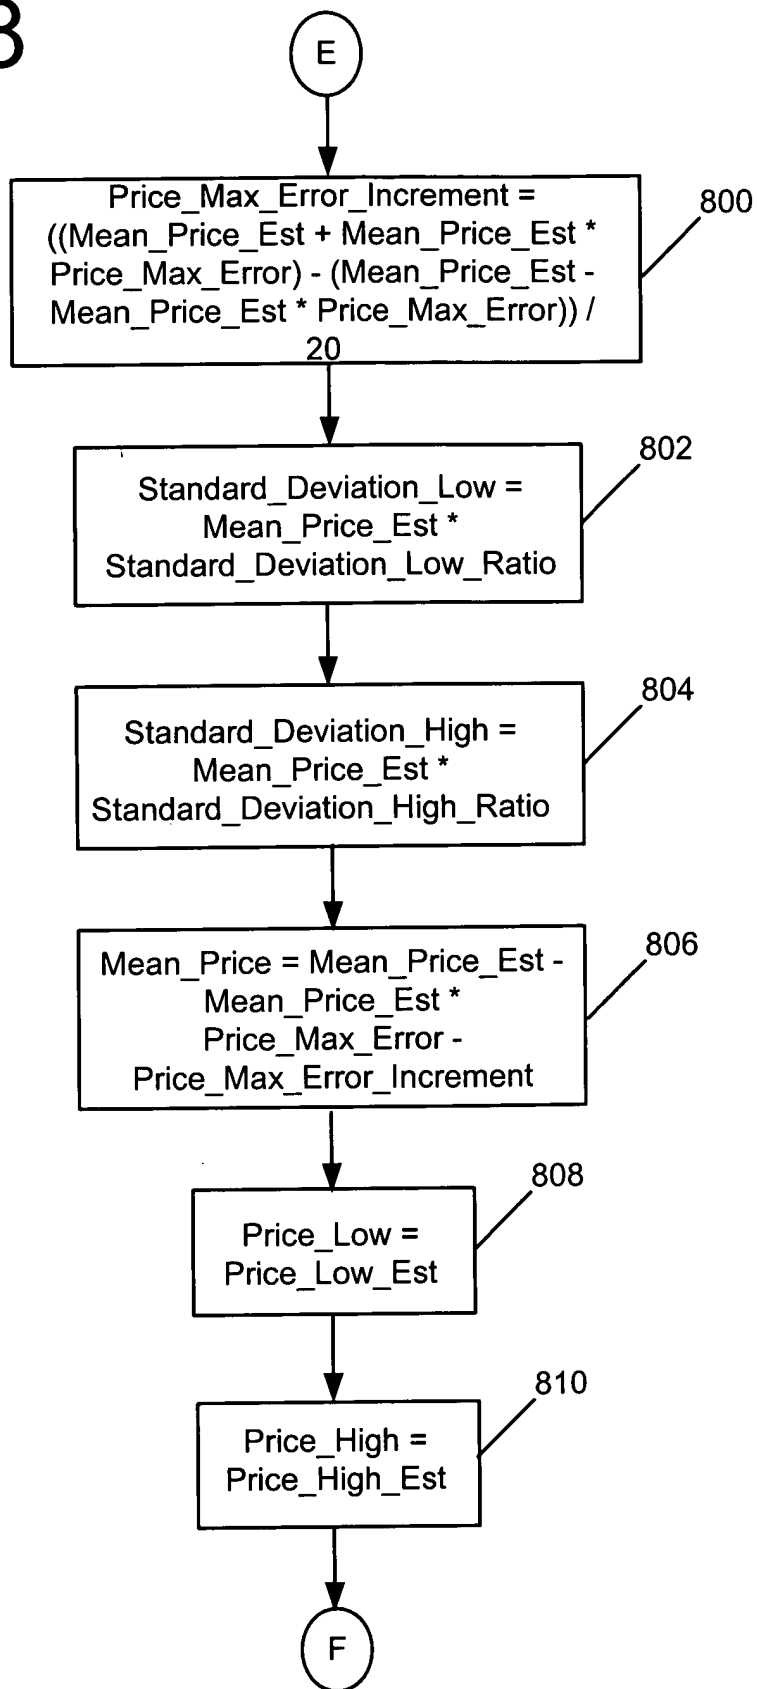 8
E
Price_Max_Error_Increment =
((Mean_Price_Est + Mean_Price_Est *
Price_Max_Error) - (Mean_Price_Est -
Mean_Price_Est * Price_Max_Error)) /
20
800
Standard_Deviation_Low =
Mean_Price_Est *
Standard_Deviation_Low_Ratio
802
Standard_Deviation_High =
Mean_Price_Est *
Standard_Deviation_High_Ratio
804
Mean_Price = Mean_Price_Est -
Mean_Price_Est *
Price_Max_Error -
Price_Max_Error_Increment
806
Price_Low =
Price_Low_Est
808
Price_High =
Price_High_Est
810
F